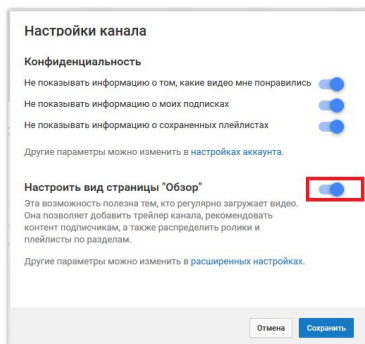 Настройки канала
Конфиденциальность
Не показывать информацию о том, какие видео мне понравились
Не показывать информацию о моих подписках
Не показывать информацию о сохраненных плейлистах
Другие параметры можно изменить в настройках аккаунта.
Настроить вид страницы "Обзор"
Эта возможность полезна тем, кто регулярно загружает видео.
Она позволяет добавить трейлер канала, рекомендовать
контент подписчикам, а также распределить ролики и
плейлисты по разделам.
Другие параметры можно изменить в расширенных настройках.
Отмена Сохранить